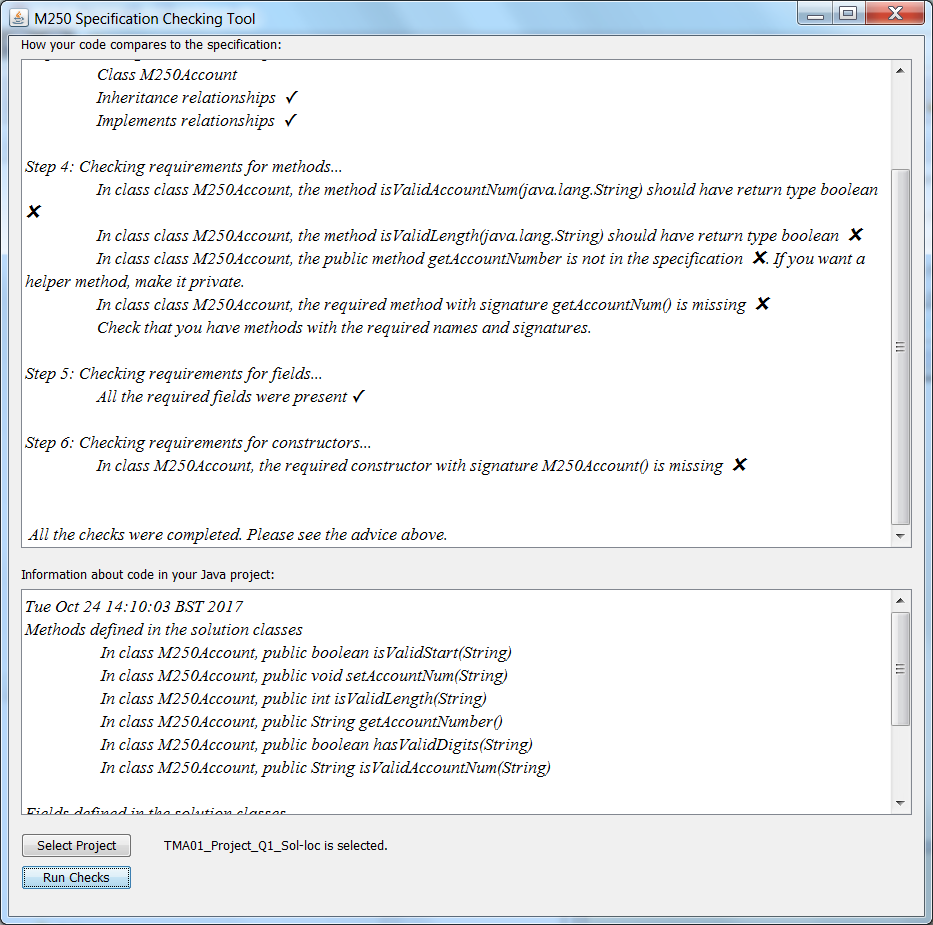 M250 Specification Checking Tool
How your code compares to the specification:
Class M250Account
Inheritance relationships ✓
Implements relationships ✓
Step 4: Checking requirements for methods...
In class class M250Account, the method isValidAccountNum(java.lang.String) should have return type boolean
✗
In class class M250Account, the method isValidLength(java.lang.String) should have return type boolean ✗
In class class M250Account, the public method getAccountNumber is not in the specification ✗. If you want a
helper method, make it private.
In class class M250Account, the required method with signature getAccountNum() is missing ✗
Check that you have methods with the required names and signatures.
Step 5: Checking requirements for fields...
All the required fields were present ✓
Step 6: Checking requirements for constructors...
In class M250Account, the required constructor with signature M250Account() is missing ✗
All the checks were completed. Please see the advice above.
Information about code in your Java project:
Tue Oct 24 14:10:03 BST 2017
Methods defined in the solution classes
In class M250Account, public boolean isValidStart(String)
In class M250Account, public void setAccountNum(String)
In class M250Account, public int isValidLength(String)
In class M250Account, public String getAccountNumber()
In class M250Account, public boolean hasValidDigits(String)
In class M250Account, public String isValidAccountNum(String)
Fields defined in the solution classes
Select Project
TMA01_Project_Q1_Sol-loc is selected.
Run Checks